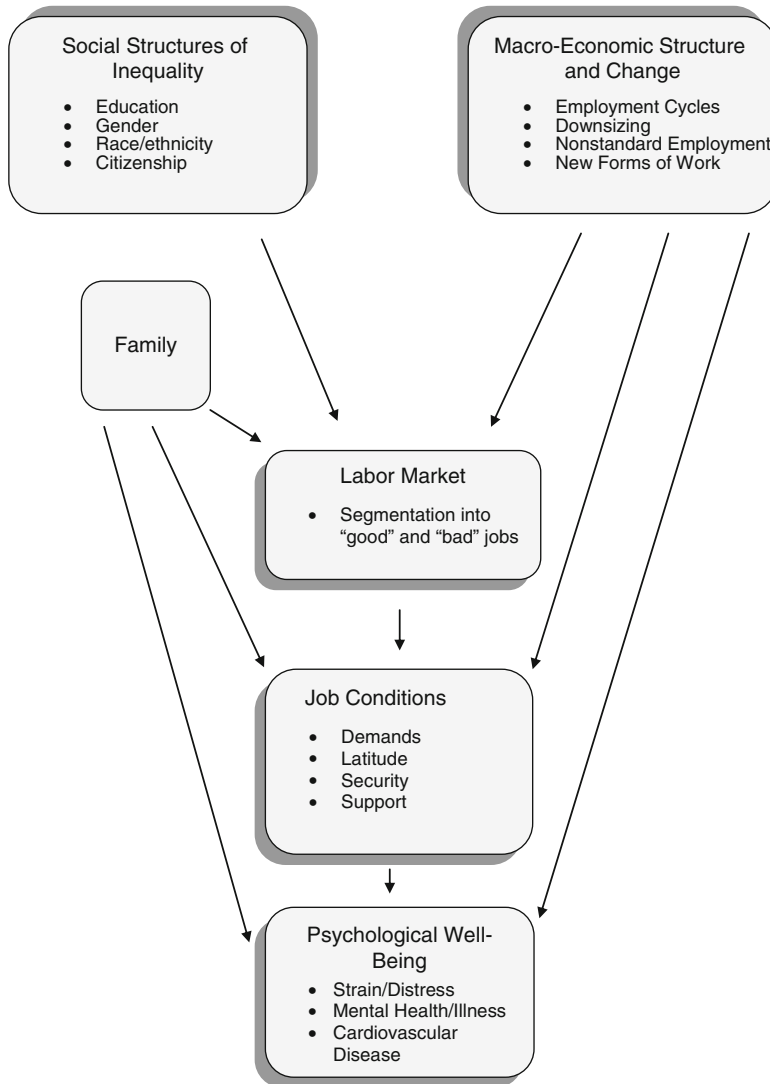 Social Structures of
Inequality
• Education
• Gender
• Race/ethnicity
• Citizenship
Macro-Economic Structure
and Change
• Employment Cycles
• Downsizing
• Nonstandard Employment
• New Forms of Work
Family
Labor Market
• Segmentation into
“good” and “bad” jobs
Job Conditions
• Demands
• Latitude
• Security
• Support
Psychological Well-
Being
• Strain/Distress
• Mental Health/Illness
• Cardiovascular
Disease